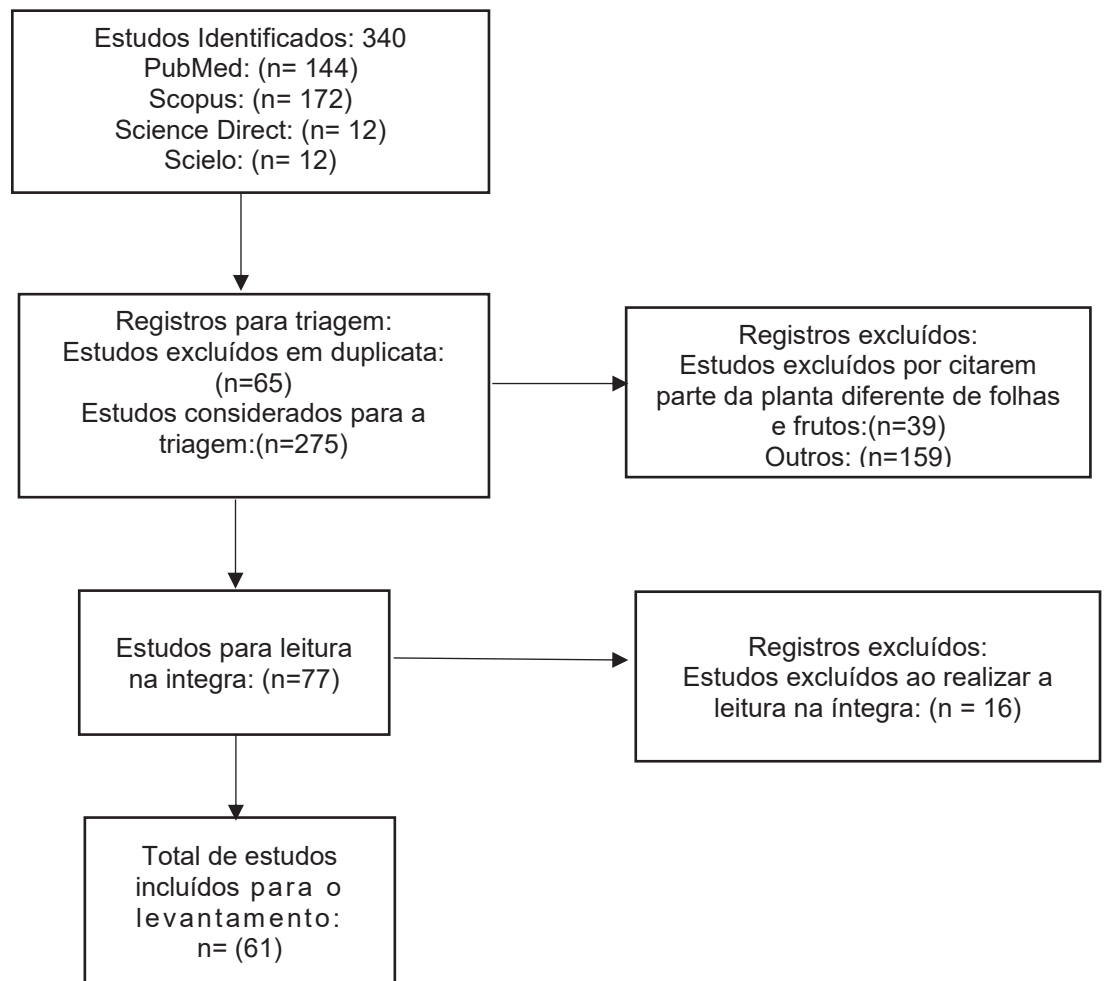 Estudos Identificados: 340
PubMed: (n= 144)
Scopus: (n= 172)
Science Direct: (n= 12)
Scielo: (n= 12)
Registros para triagem:
Estudos excluídos em duplicata:
(n=65)
Estudos considerados para a
triagem:(n=275)
Registros excluídos:
Estudos excluídos por citarem
parte da planta diferente de folhas
e frutos:(n=39)
Outros: (n=159)
Estudos para leitura
na integra: (n=77)
Registros excluídos:
Estudos excluídos ao realizar a
leitura na íntegra: (n = 16)
Total de estudos
incluídos para o
levantamento:
n= (61)